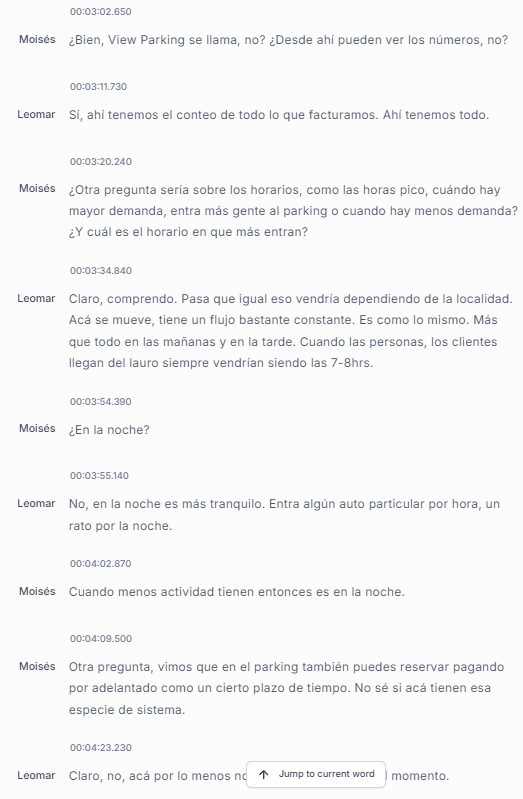 00:03:02.650
Moisés ¿Bien, View Parking se llama, no? ¿Desde ahí pueden ver los números, no?
00:03:11.730
Leomar Sí, ahí tenemos el conteo de todo lo que facturamos. Ahí tenemos todo.
00:03:20.240
Moisés ¿Otra pregunta sería sobre los horarios, como las horas pico, cuándo hay
mayor demanda, entra más gente al parking o cuando hay menos demanda?
¿Y cuál es el horario en que más entran?
00:03:34.840
Leomar Claro, comprendo. Pasa que igual eso vendría dependiendo de la localidad.
Acá se mueve, tiene un flujo bastante constante. Es como lo mismo. Más
que todo en las mañanas y en la tarde. Cuando las personas, los clientes
llegan del lauro siempre vendrían siendo las 7-8hrs.
00:03:54.390
Moisés ¿En la noche?
00:03:55.140
Leomar No, en la noche es más tranquilo. Entra algún auto particular por hora, un
rato por la noche.
00:04:02.870
Moisés Cuando menos actividad tienen entonces es en la noche.
00:04:09.500
Moisés Otra pregunta, vimos que en el parking también puedes reservar pagando
por adelantado como un cierto plazo de tiempo. No sé si acá tienen esa
especie de sistema.
00:04:23.230
Leomar Claro, no, acá por lo menos Jump to current word momento.